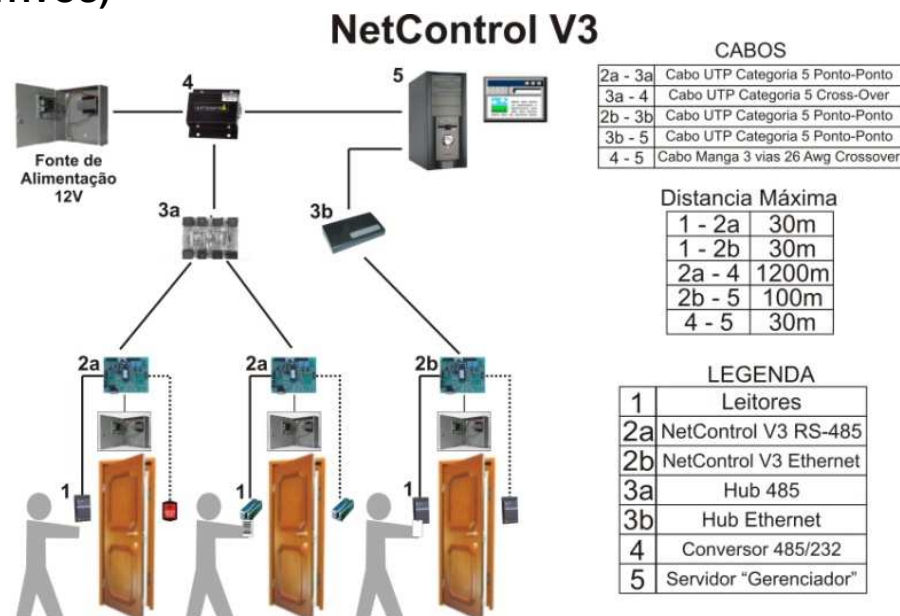 NetControl V3
4
5
Fonte de
Alimentação
12V
3a
3b
2a
2a
2b
1
1
1
CABOS
2a - 3a Cabo UTP Categoria 5 Ponto-Ponto
3a - 4 Cabo UTP Categoria 5 Cross-Over
2b - 3b Cabo UTP Categoria 5 Ponto-Ponto
3b - 5 Cabo UTP Categoria 5 Ponto-Ponto
4 - 5 Cabo Manga 3 vias 26 Awg Crossover
Distancia Máxima
1 - 2a 30m
1 - 2b 30m
2a - 4 1200m
2b - 5 100m
4 - 5 30m
LEGENDA
1 Leitores
2a NetControl V3 RS-485
2b NetControl V3 Ethernet
3a Hub 485
3b Hub Ethernet
4 Conversor 485/232
5 Servidor “Gerenciador”